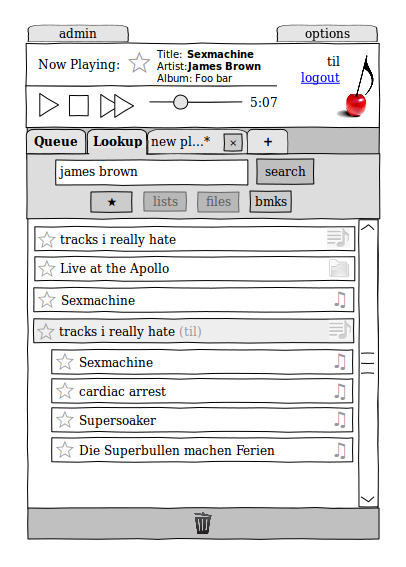 admin
options
Now Playing:
Title: Sexmachine
Artist:James Brown
Album: Foo bar
til
logout
5:07
Queue
Lookup
new pl...*
×
+
james brown
search
★
lists
files
bmks
tracks i really hate
Live at the Apollo
Sexmachine
tracks i really hate (til)
Sexmachine
cardiac arrest
Supersoaker
Die Superbullen machen Ferien